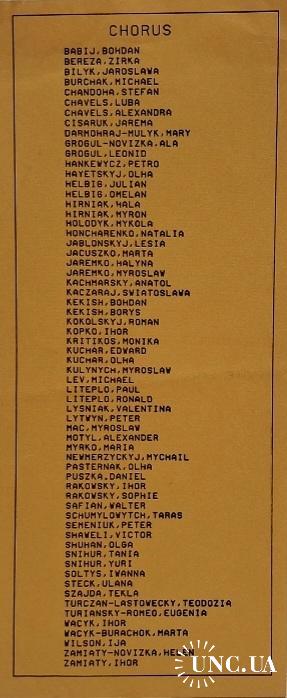 CHORUS
BABIJ,BOHDAN
BEREZA,ZIRKA
BILYK,JAROSLAWA
BURCHAK,MICHAEL
CHANDOHA,STEFAN
CHAVELS,LUBA
CHAVELS,ALEXANDRA
CISARUK,JAREMA
DARMOHRAJ-MULYK,MARY
GROGUL-NOVIZKA,ALA
GROGUL,LEONID
HANKEWYCZ,PETRO
HAYETSKYJ,OLHA
HELBIG,JULIAN
HELBIG,OMELAN
HIRNIAK,HALA
HIRNIAK,MYRON
HOLODYK,MYKOLA
HONCHARENKO,NATALIA
JABLONSKYJ,LESIA
JACUSZKO,MARTA
JAREMKO,HALYNA
JAREMKO,MYROSLAW
KACHMARSKY,ANATOL
KACZARAJ,SWIATOSLAWA
KEKISH,BOHDAN
KEKISH,BORYS
KOKOLSKYJ,ROMAN
KOPKO,IHOR
KRITIKOS,MONIKA
KUCHAR,EDWARD
KUCHAR,OLHA
KULYNYCH,MYROSLAW
LEV,MICHAEL
LITEPLO,PAUL
LITEPLO,RONALD
LYSNIAK,VALENTINA
LYTWYN,PETER
MAC,MYROSLAW
MOTYL,ALEXANDER
MYRKO,MARIA
NEWMERZYCKYJ,MYCHAIL
PASTERNAK,OLHA
PUSZKA,DANIEL
RAKOWSKY,IHOR
RAKOWSKY,SOPHIE
SAFIAN,WALTER
SCHUMYLOWYTCH,TARAS
SEMENIUK,PETER
SHAWELI,VICTOR
SHUHAN,OLGA
SNIHUR,TANIA
SNIHUR,YURI
SOLTYS,IWANNA
STECK,ULANA
SZAJDA,TEKLA
TURCZAN-LASTOWECKY,TEODOZIA
TURIANSKY-ROMEO,EUGENIA
WACYK,IHOR
WACYK-BURACHOK,MARTA
WILSON,IJA
ZAMIATY-NOVIZKA,HELEN
ZAMIATY,IHOR
UNC.UA